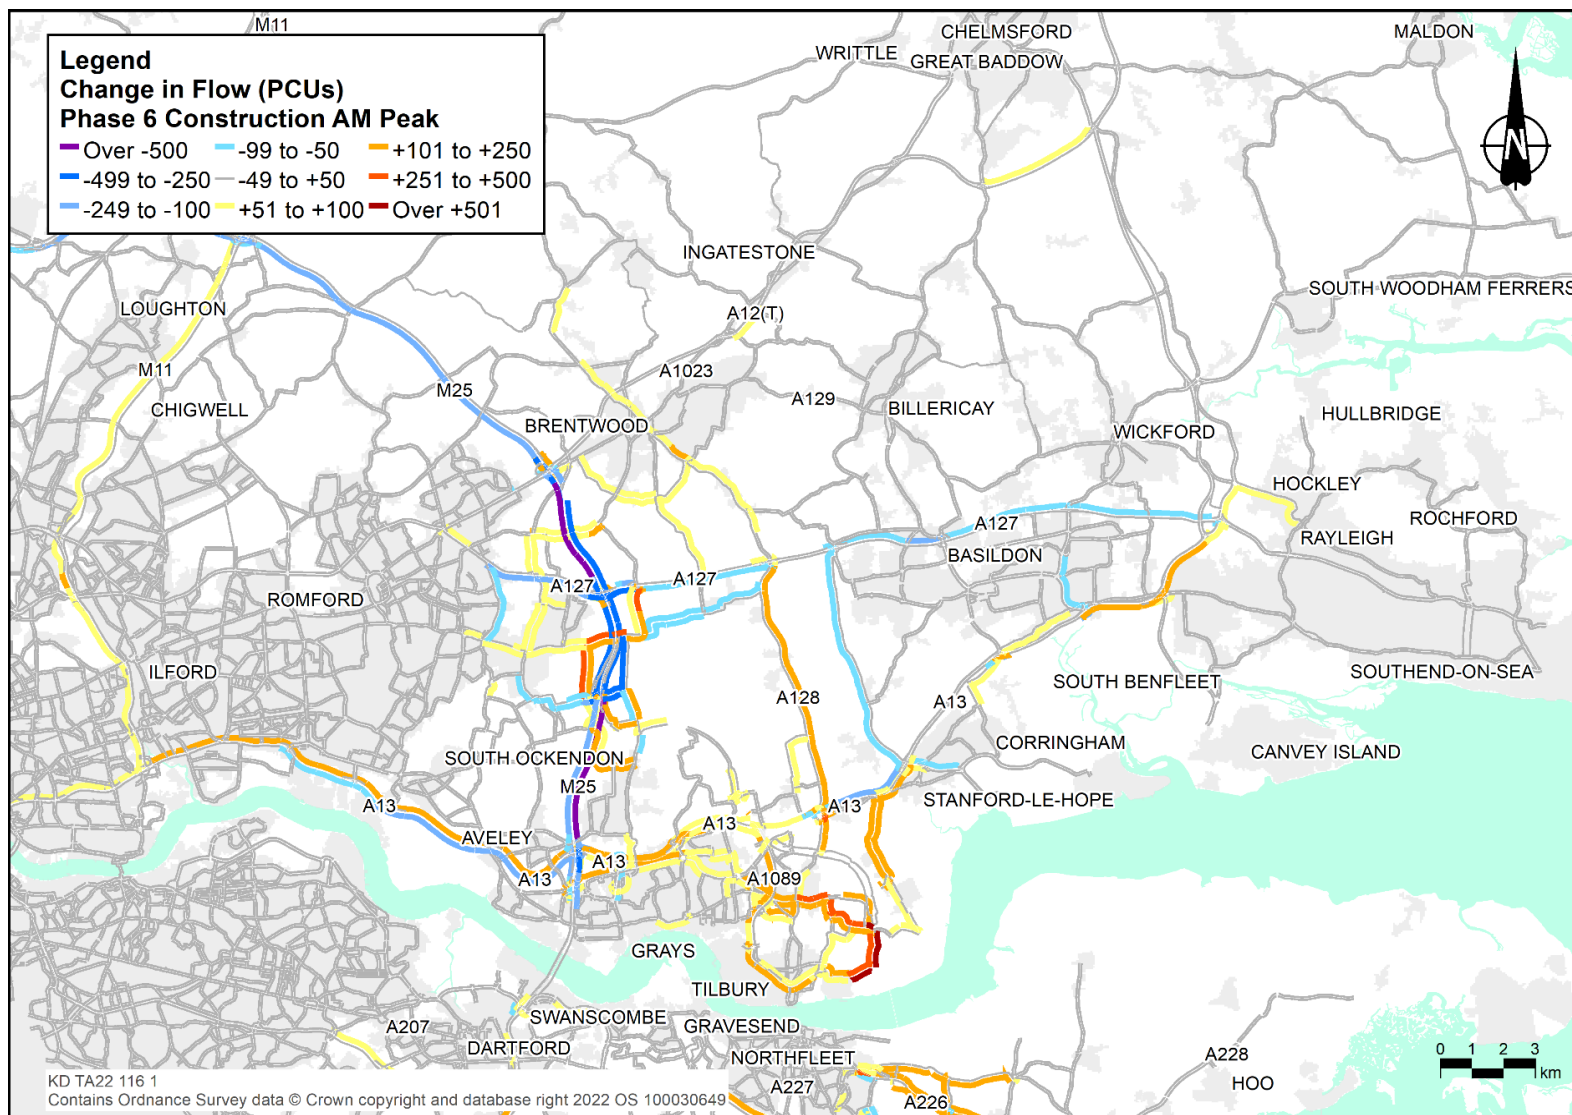 M11
CHELMSFORD
MALDON
WRITTLE
GREAT BADDOW
Legend
Change in Flow (PCUs)
Phase 6 Construction AM Peak
Over -500
-99 to -50
+101 to +250
-499 to -250
-49 to +50
+251 to +500
-249 to -100
+51 to +100
Over +501
N
INGATESTONE
SOUTH WOODHAM FERRERS
LOUGHTON
A12(T)
M11
A1023
M25
A129
CHIGWELL
BILLERICAY
HULLBRIDGE
BRENTWOOD
WICKFORD
HOCKLEY
A127
ROCHFORD
RAYLEIGH
BASILDON
A127
A127
ROMFORD
ILFORD
SOUTHEND-ON-SEA
SOUTH BENFLEET
A128
A13
CORRINGHAM
CANVEY ISLAND
SOUTH OCKENDON
M25
STANFORD-LE-HOPE
A13
A13
A13
AVELEY
A13
A13
A1089
GRAYS
TILBURY
SWANSCOMBE
GRAVESEND
A207
DARTFORD
NORTHFLEET
A228
HOO
A227
A226
0 1 2 3
km
KD TA22 116 1
Contains Ordnance Survey data © Crown copyright and database right 2022 OS 100030649